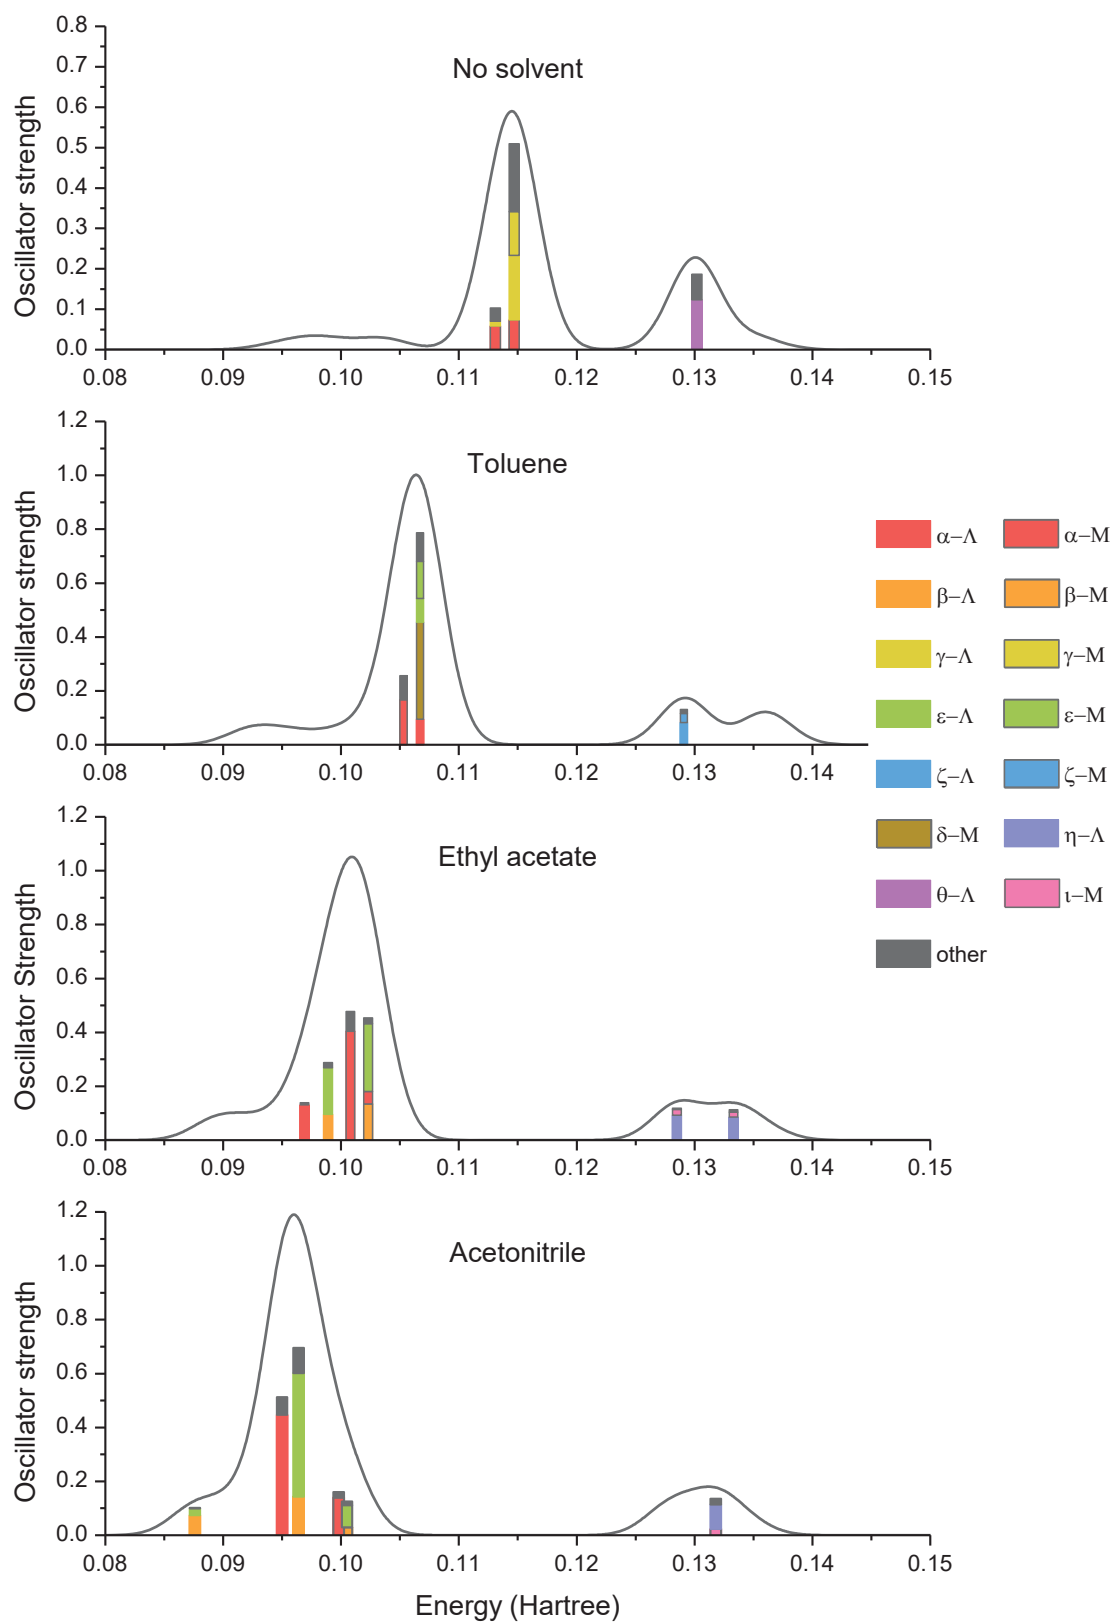 No solvent
Oscillator strength
0.8
0.7
0.6
0.5
0.4
0.3
0.2
0.1
0.0
0.08 0.09 0.10 0.11 0.12 0.13 0.14 0.15
Toluene
Oscillator strength
1.2
1.0
0.8
0.6
0.4
0.2
0.0
0.08 0.09 0.10 0.11 0.12 0.13 0.14
α–Λ α–M
β–Λ β–M
γ–Λ γ–M
ε–Λ ε–M
ζ–Λ ζ–M
δ–M η–Λ
θ–Λ ι–M
other
Ethyl acetate
Oscillator Strength
1.2
1.0
0.8
0.6
0.4
0.2
0.0
0.08 0.09 0.10 0.11 0.12 0.13 0.14 0.15
Acetonitrile
Oscillator strength
1.2
1.0
0.8
0.6
0.4
0.2
0.0
0.08 0.09 0.10 0.11 0.12 0.13 0.14 0.15
Energy (Hartree)